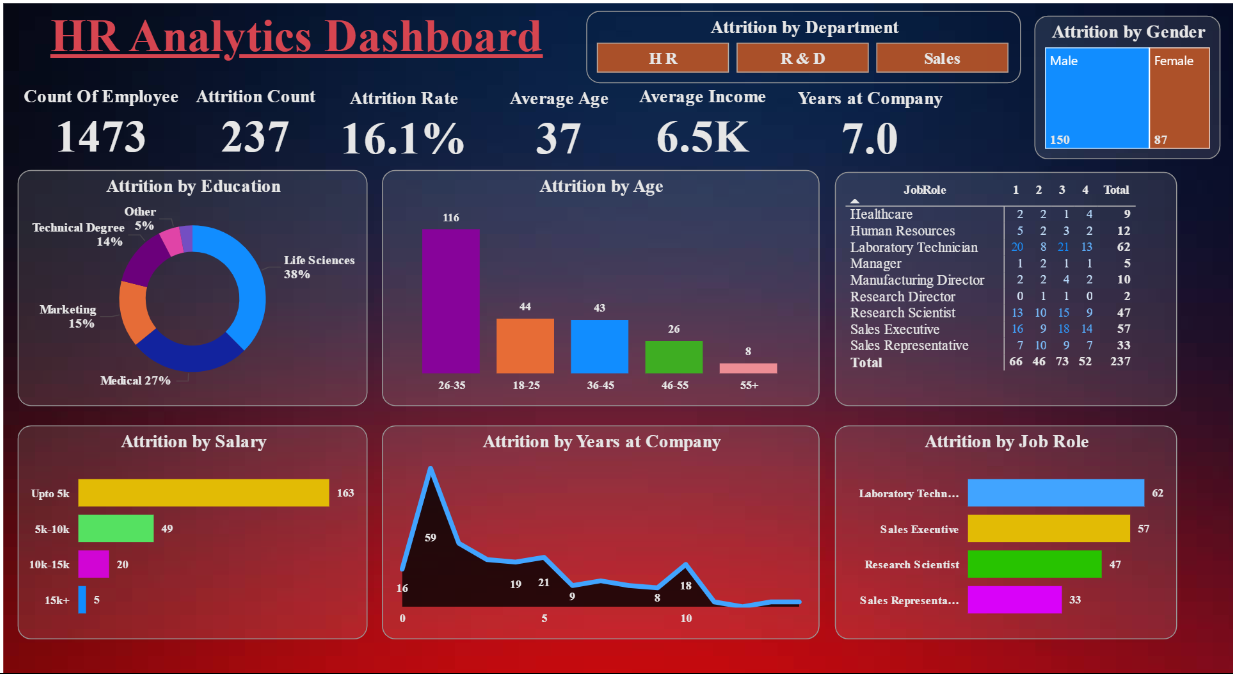 HR Analytics Dashboard
Attrition by Department
H R
R & D
Sales
Attrition by Gender
Male
Female
150
87
Count Of Employee
1473
Attrition Count
237
Attrition Rate
16.1%
Average Age
37
Average Income
6.5K
Years at Company
7.0
Attrition by Education
Other
5%
Technical Degree
14%
Life Sciences
38%
Marketing
15%
Medical 27%
Attrition by Age
116
44
43
26
8
26-35
18-25
36-45
46-55
55+
JobRole 1 2 3 4 Total
Healthcare 2 2 1 4 9
Human Resources 5 2 3 2 12
Laboratory Technician 20 8 21 13 62
Manager 1 2 1 1 5
Manufacturing Director 2 2 4 2 10
Research Director 0 1 1 0 2
Research Scientist 13 10 15 9 47
Sales Executive 16 9 18 14 57
Sales Representative 7 10 9 7 33
Total 66 46 73 52 237
Attrition by Salary
Upto 5k 163
5k-10k 49
10k-15k 20
15k+ 5
Attrition by Years at Company
59
16
19
21
9
8
18
0
5
10
Attrition by Job Role
Laboratory Techn... 62
Sales Executive 57
Research Scientist 47
Sales Representa... 33